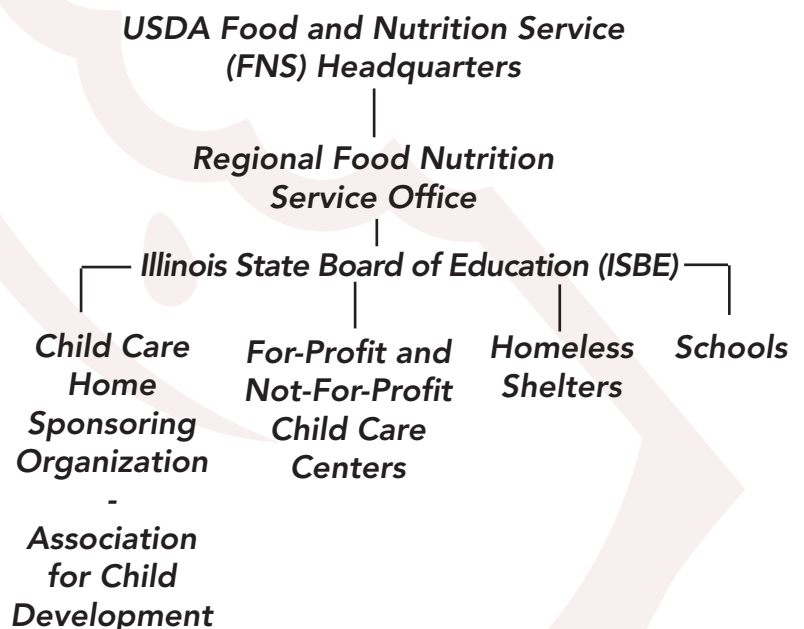 USDA Food and Nutrition Service
(FNS) Headquarters
Regional Food Nutrition
Service Office
Illinois State Board of Education (ISBE)
Child Care
Home
Sponsoring
Organization
-
Association
for Child
Development
For-Profit and
Not-For-Profit
Child Care
Centers
Homeless
Shelters
Schools